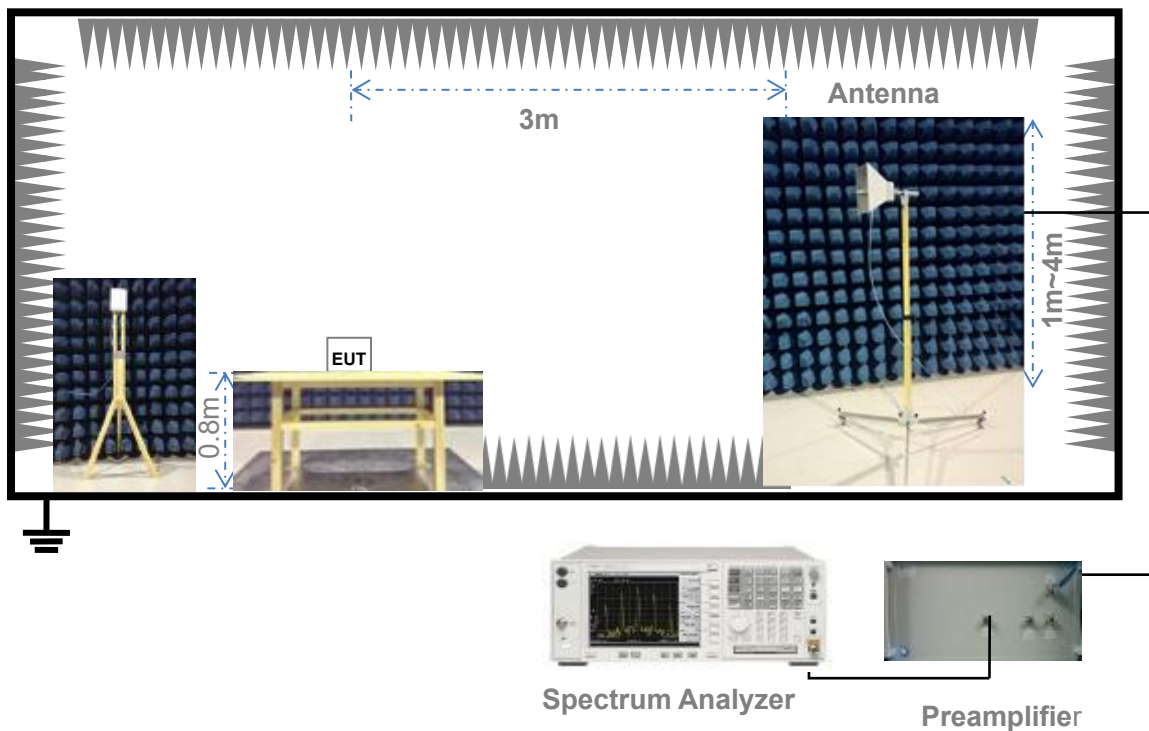 Antenna
3m
1m~4m
EUT
0.8m
Spectrum Analyzer
Preamplifier